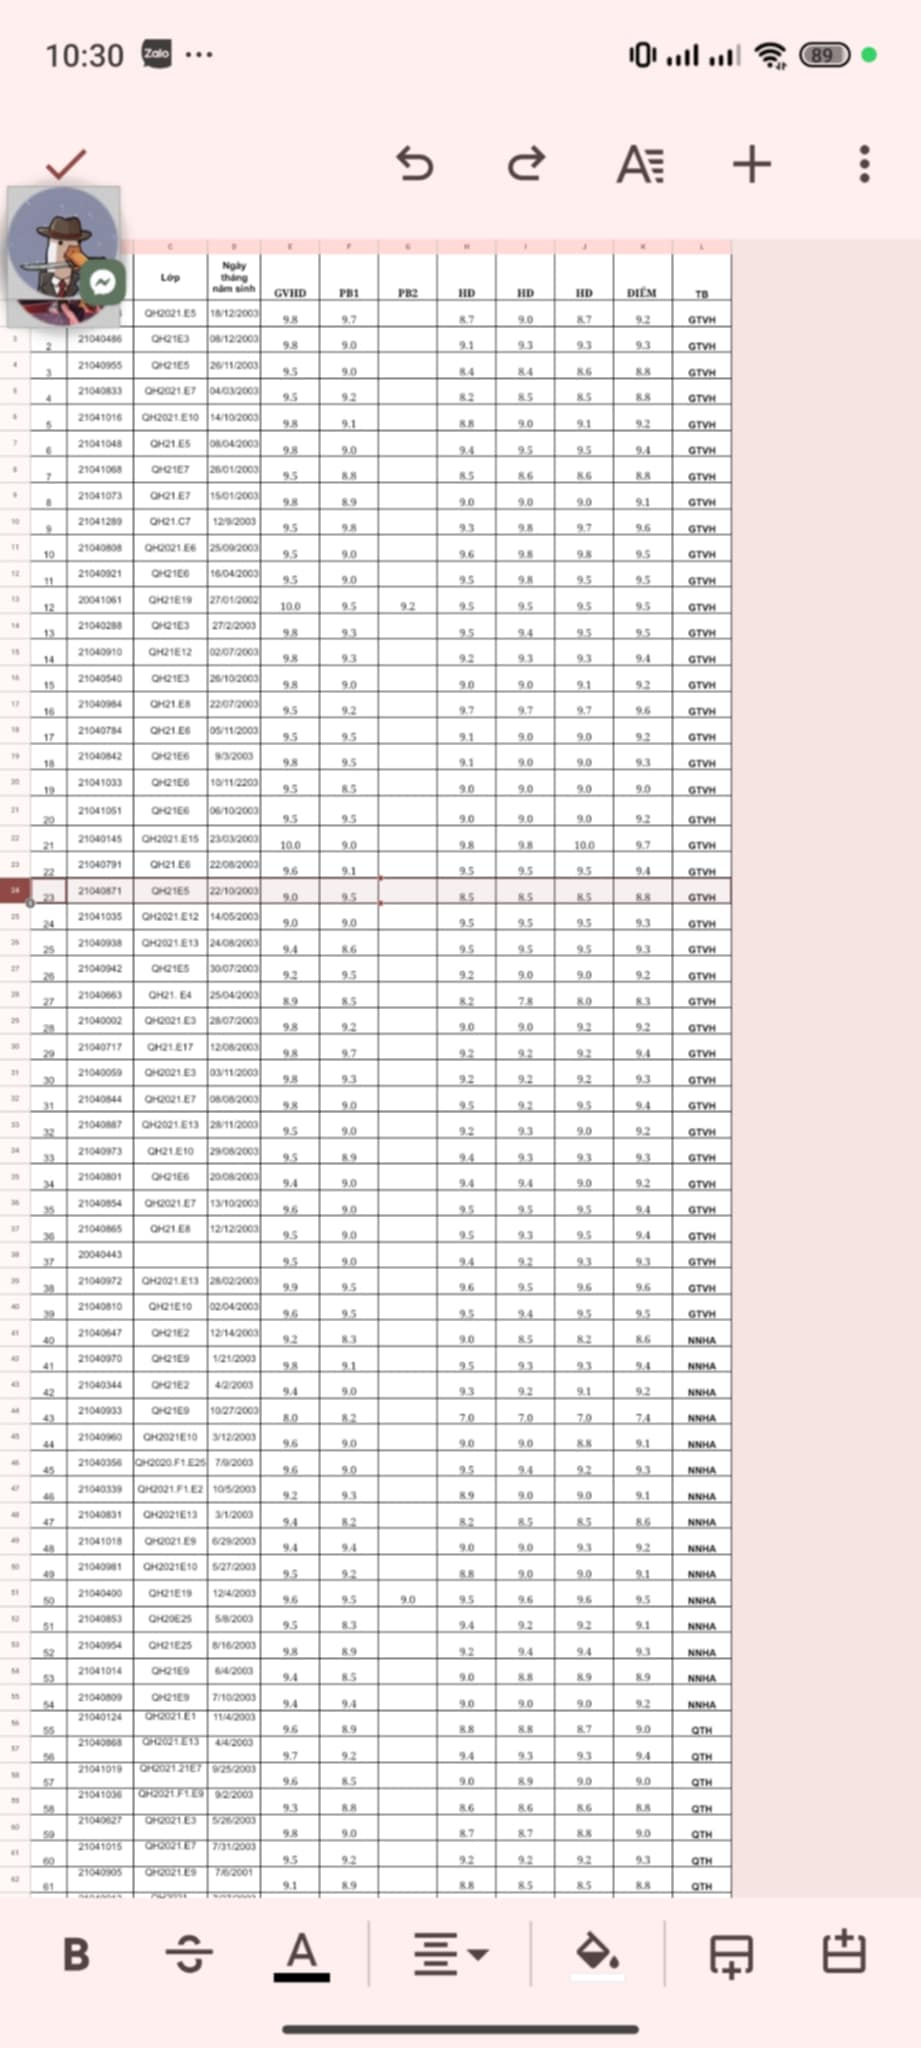 10:30 Zalo ... 89
C D E F G H I J K L
Lớp Ngày tháng năm sinh GVHD PB1 PB2 HD HD HD ĐIỂM TB
QH2021.E5 18/12/2003 9.8 9.7 8.7 9.0 8.7 9.2 GTVH
3 2 21040486 QH21E3 08/12/2003 9.8 9.0 9.1 9.3 9.3 9.3 GTVH
4 3 21040955 QH21E5 26/11/2003 9.5 9.0 8.4 8.4 8.6 8.8 GTVH
5 4 21040833 QH2021.E7 04/03/2003 9.5 9.2 8.2 8.5 8.5 8.8 GTVH
6 5 21041016 QH2021.E10 14/10/2003 9.8 9.1 8.8 9.0 9.1 9.2 GTVH
7 6 21041048 QH21.E5 08/04/2003 9.8 9.0 9.4 9.5 9.5 9.4 GTVH
8 7 21041068 QH21E7 26/01/2003 9.5 8.8 8.5 8.6 8.6 8.8 GTVH
9 8 21041073 QH21.E7 15/01/2003 9.8 8.9 9.0 9.0 9.0 9.1 GTVH
10 9 21041289 QH21.C7 12/9/2003 9.5 9.8 9.3 9.8 9.7 9.6 GTVH
11 10 21040808 QH2021.E6 25/09/2003 9.5 9.0 9.6 9.8 9.8 9.5 GTVH
12 11 21040921 QH21E6 16/04/2003 9.5 9.0 9.5 9.8 9.5 9.5 GTVH
13 12 20041061 QH21E19 27/01/2002 10.0 9.5 9.2 9.5 9.5 9.5 9.5 GTVH
14 13 21040288 QH21E3 27/2/2003 9.8 9.3 9.5 9.4 9.5 9.5 GTVH
15 14 21040910 QH21E12 02/07/2003 9.8 9.3 9.2 9.3 9.3 9.4 GTVH
16 15 21040540 QH21E3 26/10/2003 9.8 9.0 9.0 9.0 9.1 9.2 GTVH
17 16 21040984 QH21.E8 22/07/2003 9.5 9.2 9.7 9.7 9.7 9.6 GTVH
18 17 21040784 QH21.E6 05/11/2003 9.5 9.5 9.1 9.0 9.0 9.2 GTVH
19 18 21040842 QH21E6 9/3/2003 9.8 9.5 9.1 9.0 9.0 9.3 GTVH
20 19 21041033 QH21E6 10/11/2203 9.5 8.5 9.0 9.0 9.0 9.0 GTVH
21 20 21041051 QH21E6 06/10/2003 9.5 9.5 9.0 9.0 9.0 9.2 GTVH
22 21 21040145 QH2021.E15 23/03/2003 10.0 9.0 9.8 9.8 10.0 9.7 GTVH
23 22 21040791 QH21.E6 22/08/2003 9.6 9.1 9.5 9.5 9.5 9.4 GTVH
24 23 21040871 QH21E5 22/10/2003 9.0 9.5 8.5 8.5 8.5 8.8 GTVH
25 24 21041035 QH2021.E12 14/05/2003 9.0 9.0 9.5 9.5 9.5 9.3 GTVH
26 25 21040938 QH2021.E13 24/08/2003 9.4 8.6 9.5 9.5 9.5 9.3 GTVH
27 26 21040942 QH21E5 30/07/2003 9.2 9.5 9.2 9.0 9.0 9.2 GTVH
28 27 21040663 QH21. E4 25/04/2003 8.9 8.5 8.2 7.8 8.0 8.3 GTVH
29 28 21040002 QH2021.E3 28/07/2003 9.8 9.2 9.0 9.0 9.2 9.2 GTVH
30 29 21040717 QH21.E17 12/08/2003 9.8 9.7 9.2 9.2 9.2 9.4 GTVH
31 30 21040059 QH2021.E3 03/11/2003 9.8 9.3 9.2 9.2 9.2 9.3 GTVH
32 31 21040844 QH2021.E7 08/08/2003 9.8 9.0 9.5 9.2 9.5 9.4 GTVH
33 32 21040887 QH2021.E13 28/11/2003 9.5 9.0 9.2 9.3 9.0 9.2 GTVH
34 33 21040973 QH21.E10 29/08/2003 9.5 8.9 9.4 9.3 9.3 9.3 GTVH
35 34 21040801 QH21E6 20/08/2003 9.4 9.0 9.4 9.4 9.0 9.2 GTVH
36 35 21040854 QH2021.E7 13/10/2003 9.6 9.0 9.5 9.5 9.5 9.4 GTVH
37 36 21040865 QH21.E8 12/12/2003 9.5 9.0 9.5 9.3 9.5 9.4 GTVH
38 37 20040443 9.5 9.0 9.4 9.2 9.3 9.3 GTVH
39 38 21040972 QH2021.E13 28/02/2003 9.9 9.5 9.6 9.5 9.6 9.6 GTVH
40 39 21040810 QH21E10 02/04/2003 9.6 9.5 9.5 9.4 9.5 9.5 GTVH
41 40 21040647 QH21E2 12/14/2003 9.2 8.3 9.0 8.5 8.2 8.6 NNHA
42 41 21040970 QH21E9 1/21/2003 9.8 9.1 9.5 9.3 9.3 9.4 NNHA
43 42 21040344 QH21E2 4/2/2003 9.4 9.0 9.3 9.2 9.1 9.2 NNHA
44 43 21040933 QH21E9 10/27/2003 8.0 8.2 7.0 7.0 7.0 7.4 NNHA
45 44 21040960 QH2021E10 3/12/2003 9.6 9.0 9.0 9.0 8.8 9.1 NNHA
46 45 21040356 QH2020.F1.E25 7/9/2003 9.6 9.0 9.5 9.4 9.2 9.3 NNHA
47 46 21040339 QH2021.F1.E2 10/5/2003 9.2 9.3 8.9 9.0 9.0 9.1 NNHA
48 47 21040831 QH2021E13 3/1/2003 9.4 8.2 8.2 8.5 8.5 8.6 NNHA
49 48 21041018 QH2021.E9 6/29/2003 9.4 9.4 9.0 9.0 9.3 9.2 NNHA
50 49 21040981 QH2021E10 5/27/2003 9.5 9.2 8.8 9.0 9.0 9.1 NNHA
51 50 21040400 QH21E19 12/4/2003 9.6 9.5 9.0 9.5 9.6 9.6 9.5 NNHA
52 51 21040853 QH20E25 5/8/2003 9.5 8.3 9.4 9.2 9.2 9.1 NNHA
53 52 21040954 QH21E25 8/16/2003 9.8 8.9 9.2 9.4 9.4 9.3 NNHA
54 53 21041014 QH21E9 6/4/2003 9.4 8.5 9.0 8.8 8.9 8.9 NNHA
55 54 21040809 QH21E9 7/10/2003 9.4 9.4 9.0 9.0 9.0 9.2 NNHA
56 55 21040124 QH2021.E1 11/4/2003 9.6 8.9 8.8 8.8 8.7 9.0 QTH
57 56 21040868 QH2021.E13 4/4/2003 9.7 9.2 9.4 9.3 9.3 9.4 QTH
58 57 21041019 QH2021.21E7 9/25/2003 9.6 8.5 9.0 8.9 9.0 9.0 QTH
59 58 21041036 QH2021.F1.E9 9/2/2003 9.3 8.8 8.6 8.6 8.6 8.8 QTH
60 59 21040627 QH2021.E3 5/26/2003 9.8 9.0 8.7 8.7 8.8 9.0 QTH
61 60 21041015 QH2021.E7 7/31/2003 9.5 9.2 9.2 9.2 9.2 9.3 QTH
62 61 21040905 QH2021.E9 7/6/2001 9.1 8.9 8.8 8.5 8.5 8.8 QTH
B S A